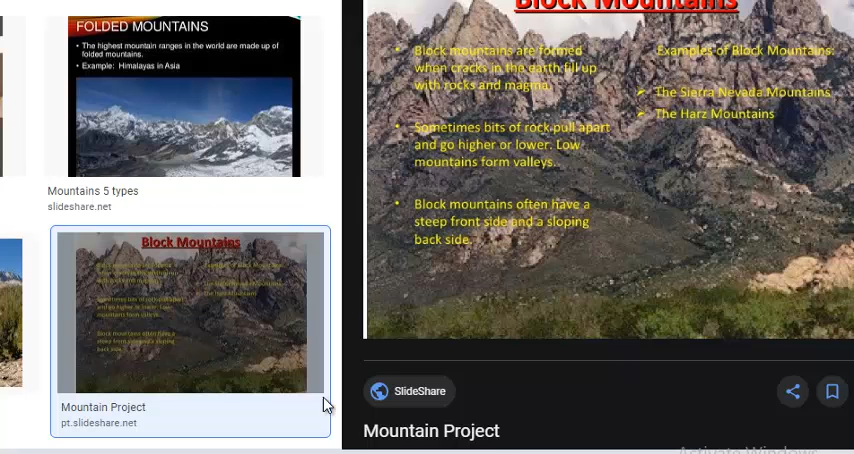 FOLDED MOUNTAINS
• The highest mountain ranges in the world are made up of
folded mountains.
• Example: Himalayas in Asia
Mountains 5 types
slideshare.net
Block Mountains
Mountain Project
pt.slideshare.net
Block Mountains
• Block mountains are formed
when cracks in the earth fill up
with rocks and magma.
• Sometimes bits of rock pull apart
and go higher or lower. Low
mountains form valleys.
• Block mountains often have a
steep front side and a sloping
back side.
Examples of Block Mountains:
➢ The Sierra Nevada Mountains
➢ The Harz Mountains
SlideShare
Mountain Project
Activate Windows